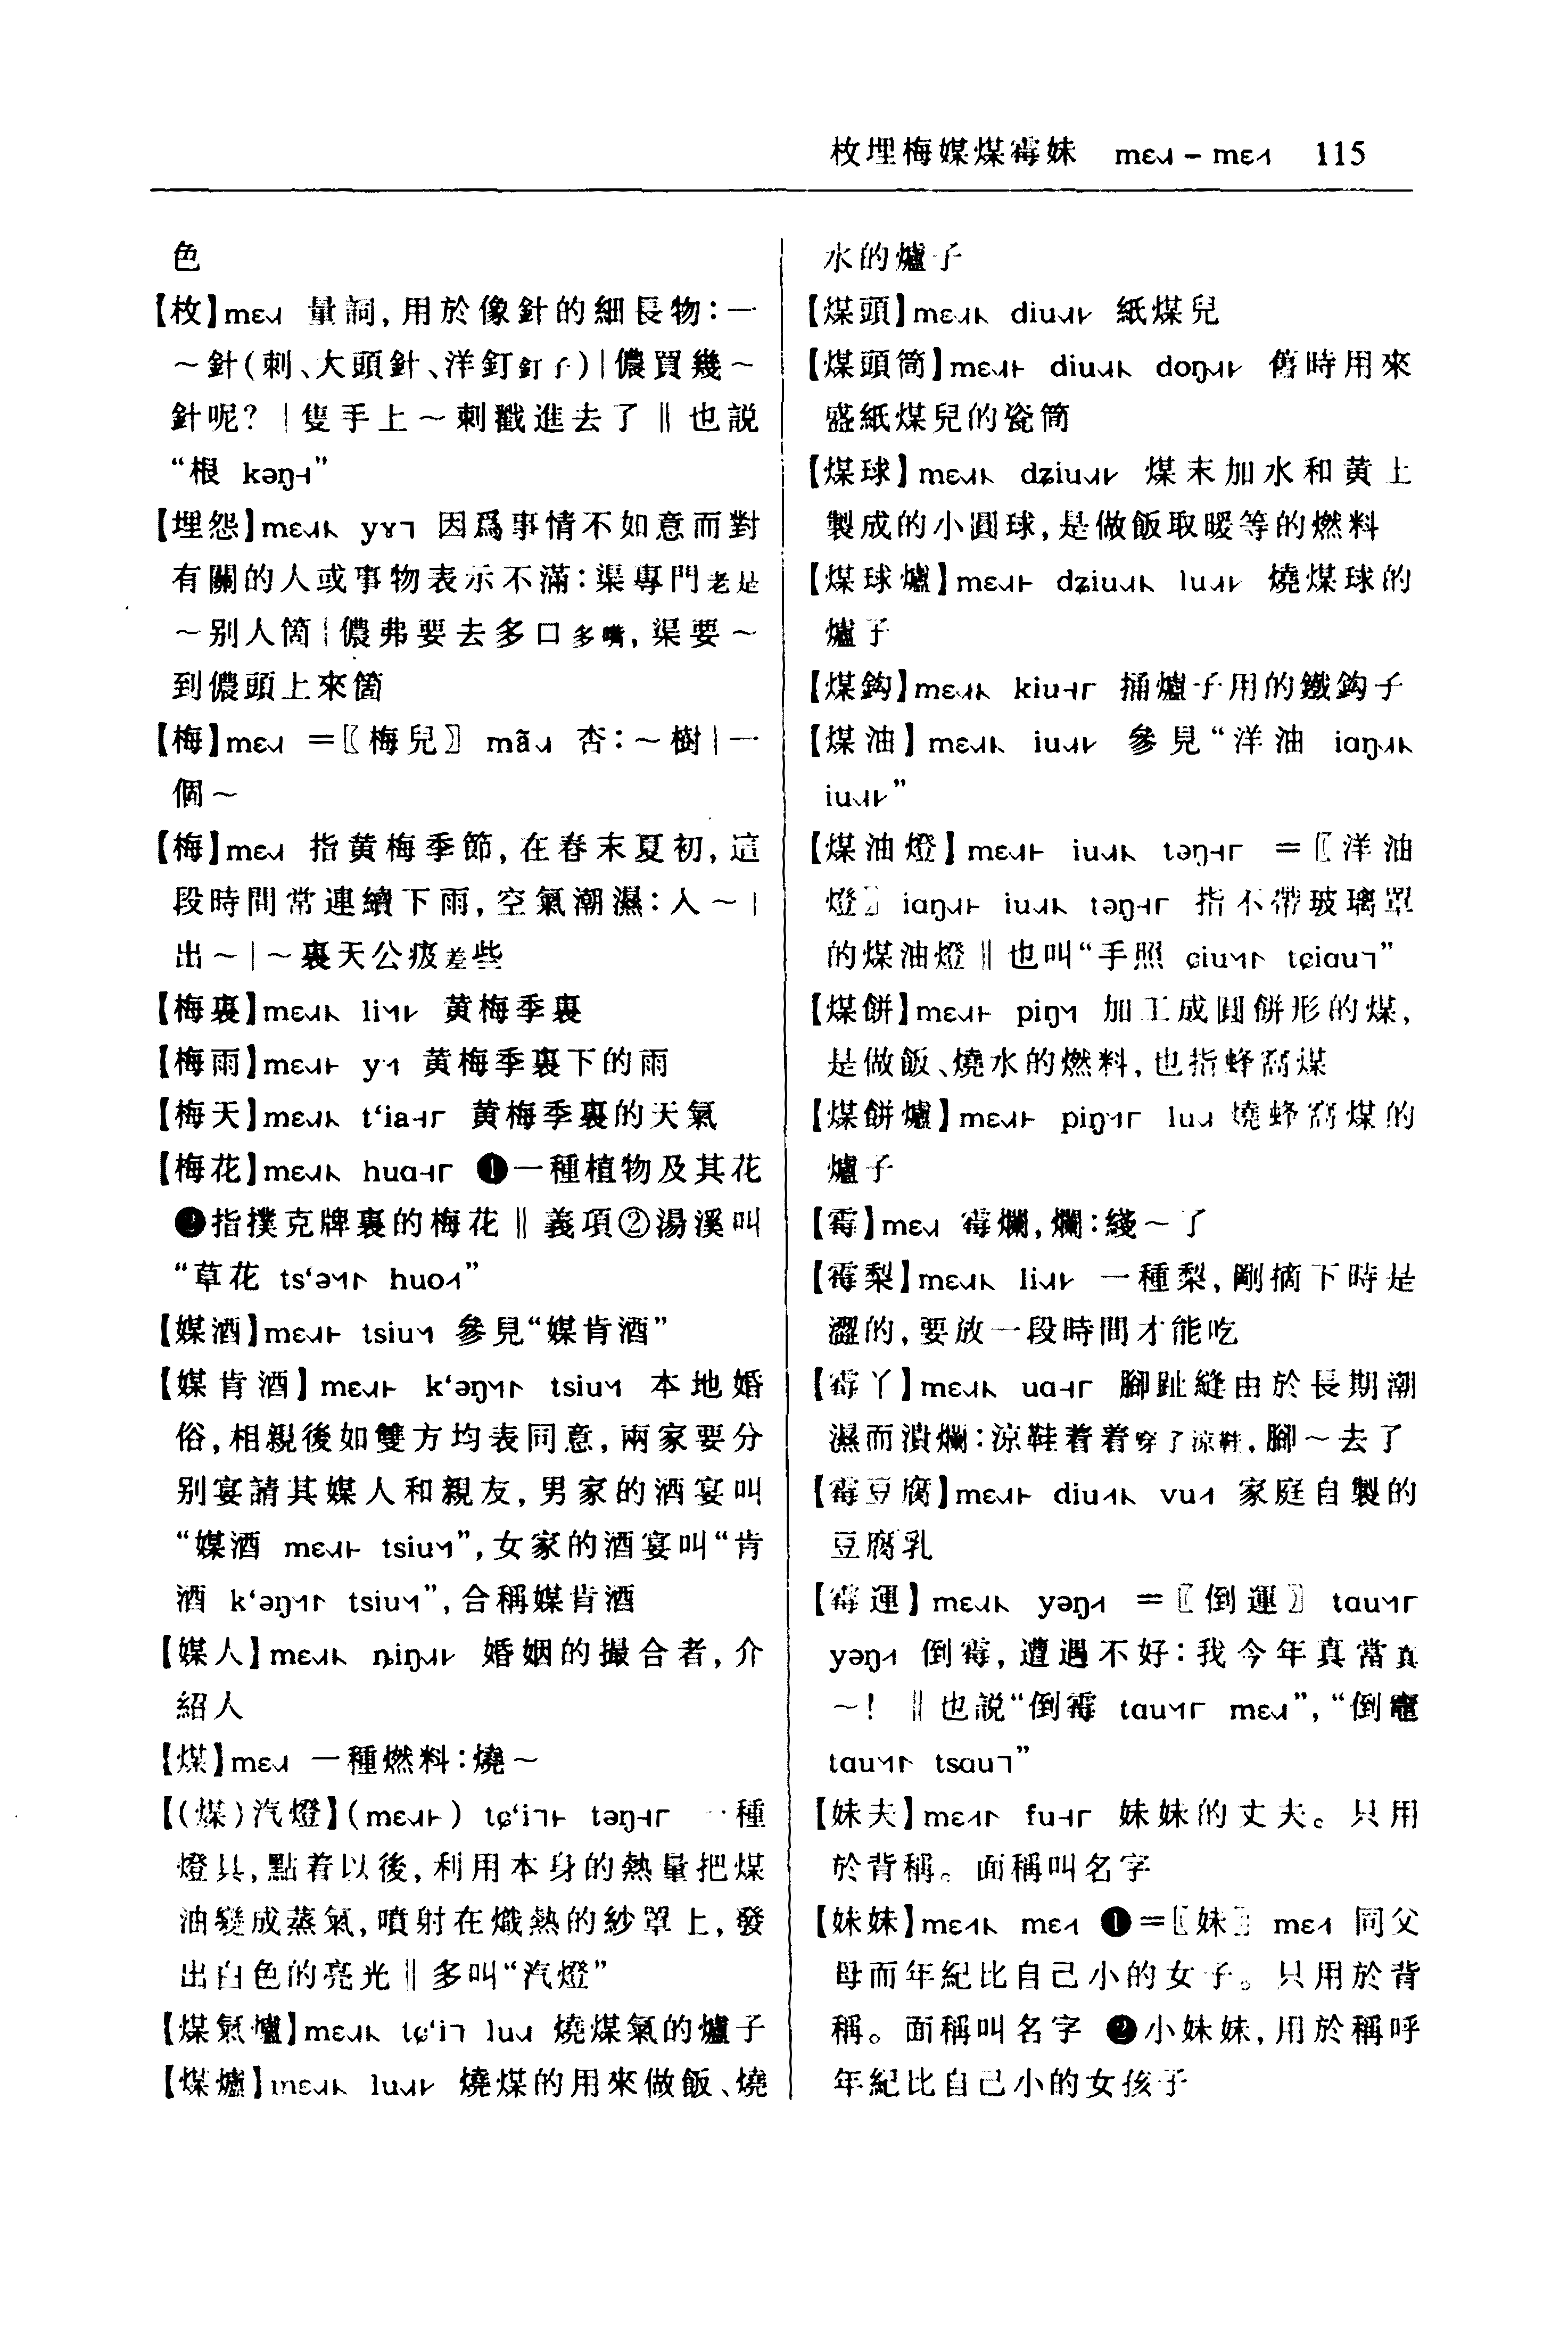 枚埋梅媒煤霉妹 mɛ – mɛ 115
色
【枚】mɛ 量詞,用於像針的細長物:一
～針(刺、大頭針、洋釘釘子)|儂買幾～
針呢? |隻手上～刺戳進去了‖也説
“根 kəŋ”
【埋怨】mɛ yɤ 因爲事情不如意而對
有關的人或事物表示不滿:渠專門老是
～别人箇|儂弗要去多口多嘴,渠要～
到儂頭上來箇
【梅】mɛ =〖梅兒〗 mã 杏:～樹|一
個～
【梅】mɛ 指黄梅季節,在春末夏初,這
段時間常連續下雨,空氣潮濕:入～|
出～|～裏天公疲差些
【梅裏】mɛ li 黄梅季裏
【梅雨】mɛ y 黄梅季裏下的雨
【梅天】mɛ t‘ia 黄梅季裏的天氣
【梅花】mɛ huɑ ❶一種植物及其花
❷指撲克牌裏的梅花‖義項②湯溪叫
“草花 ts‘ə huo”
【媒酒】mɛ tsiu 參見“媒肯酒”
【媒肯酒】mɛ k‘əŋ tsiu 本地婚
俗,相親後如雙方均表同意,兩家要分
别宴請其媒人和親友,男家的酒宴叫
“媒酒 mɛ tsiu”,女家的酒宴叫“肯
酒 k‘əŋ tsiu”,合稱媒肯酒
【媒人】mɛ ȵiŋ 婚姻的撮合者,介
紹人
【煤】mɛ 一種燃料:燒～
【(煤)汽燈】(mɛ) tɕ‘i təŋ 一種
燈具,點着以後,利用本身的熱量把煤
油變成蒸氣,噴射在熾熱的紗罩上,發
出白色的亮光‖多叫“汽燈”
【煤氣爐】mɛ tɕ‘i lu 燒煤氣的爐子
【煤爐】mɛ lu 燒煤的用來做飯、燒
水的爐子
【煤頭】mɛ diu 紙煤兒
【煤頭筒】mɛ diu doŋ 舊時用來
盛紙煤兒的瓷筒
【煤球】mɛ dʑiu 煤末加水和黄土
製成的小圓球,是做飯取暖等的燃料
【煤球爐】mɛ dʑiu lu 燒煤球的
爐子
【煤鈎】mɛ kiu 捅爐子用的鐵鈎子
【煤油】mɛ iu 參見“洋油 iɑŋ
iu”
【煤油燈】mɛ iu təŋ =〖洋油
燈〗iɑŋ iu təŋ 指不帶玻璃罩
的煤油燈‖也叫“手照 ɕiu tɕiɑu”
【煤餅】mɛ piŋ 加工成圓餅形的煤,
是做飯、燒水的燃料,也指蜂窩煤
【煤餅爐】mɛ piŋ lu 燒蜂窩煤的
爐子
【霉】mɛ 霉爛,爛:綫～了
【霉梨】mɛ li 一種梨,剛摘下時是
澀的,要放一段時間才能吃
【霉丫】mɛ uɑ 腳趾縫由於長期潮
濕而潰爛:涼鞋着着穿了涼鞋,腳～去了
【霉豆腐】mɛ diu vu 家庭自製的
豆腐乳
【霉運】mɛ yəŋ =〖倒運〗tɑu
yəŋ 倒霉,遭遇不好:我今年真當真
～! ‖也説“倒霉 tɑu mɛ”,“倒竈
tɑu tsɑu”
【妹夫】mɛ fu 妹妹的丈夫。只用
於背稱。面稱叫名字
【妹妹】mɛ mɛ ❶=〖妹〗mɛ 同父
母而年紀比自己小的女子。只用於背
稱。面稱叫名字 ❷小妹妹,用於稱呼
年紀比自己小的女孩子